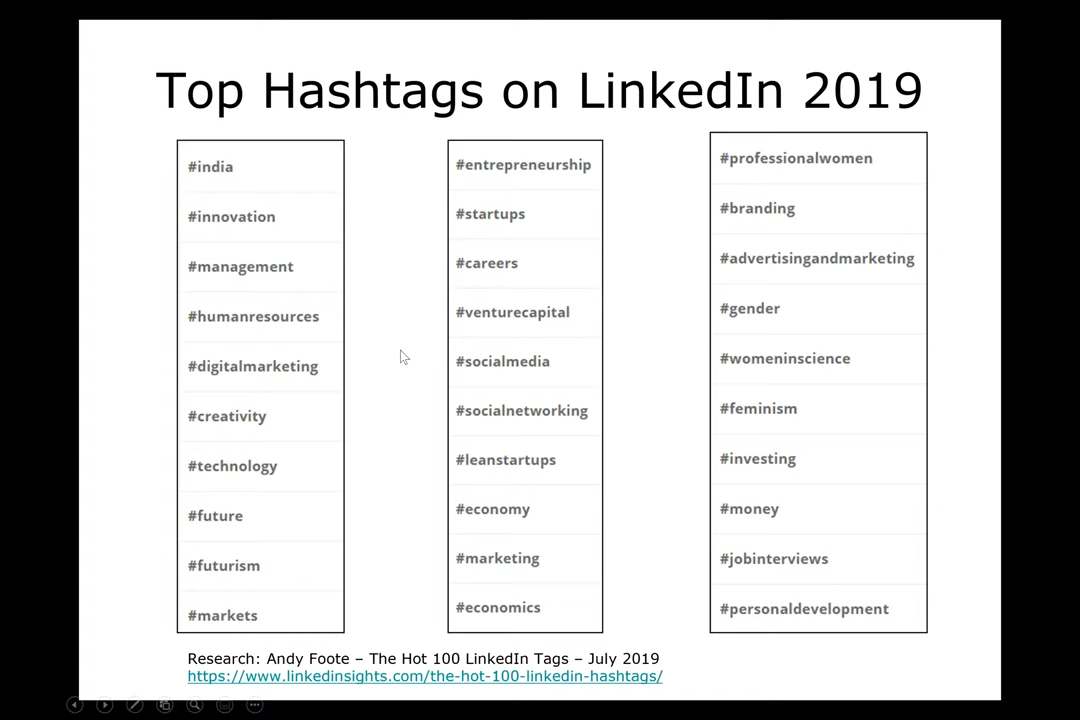 Top Hashtags on LinkedIn 2019
#india
#innovation
#management
#humanresources
#digitalmarketing
#creativity
#technology
#future
#futurism
#markets
#entrepreneurship
#startups
#careers
#venturecapital
#socialmedia
#socialnetworking
#leanstartups
#economy
#marketing
#economics
#professionalwomen
#branding
#advertisingandmarketing
#gender
#womeninscience
#feminism
#investing
#money
#jobinterviews
#personaldevelopment
Research: Andy Foote – The Hot 100 LinkedIn Tags – July 2019
https://www.linkedinsights.com/the-hot-100-linkedin-hashtags/